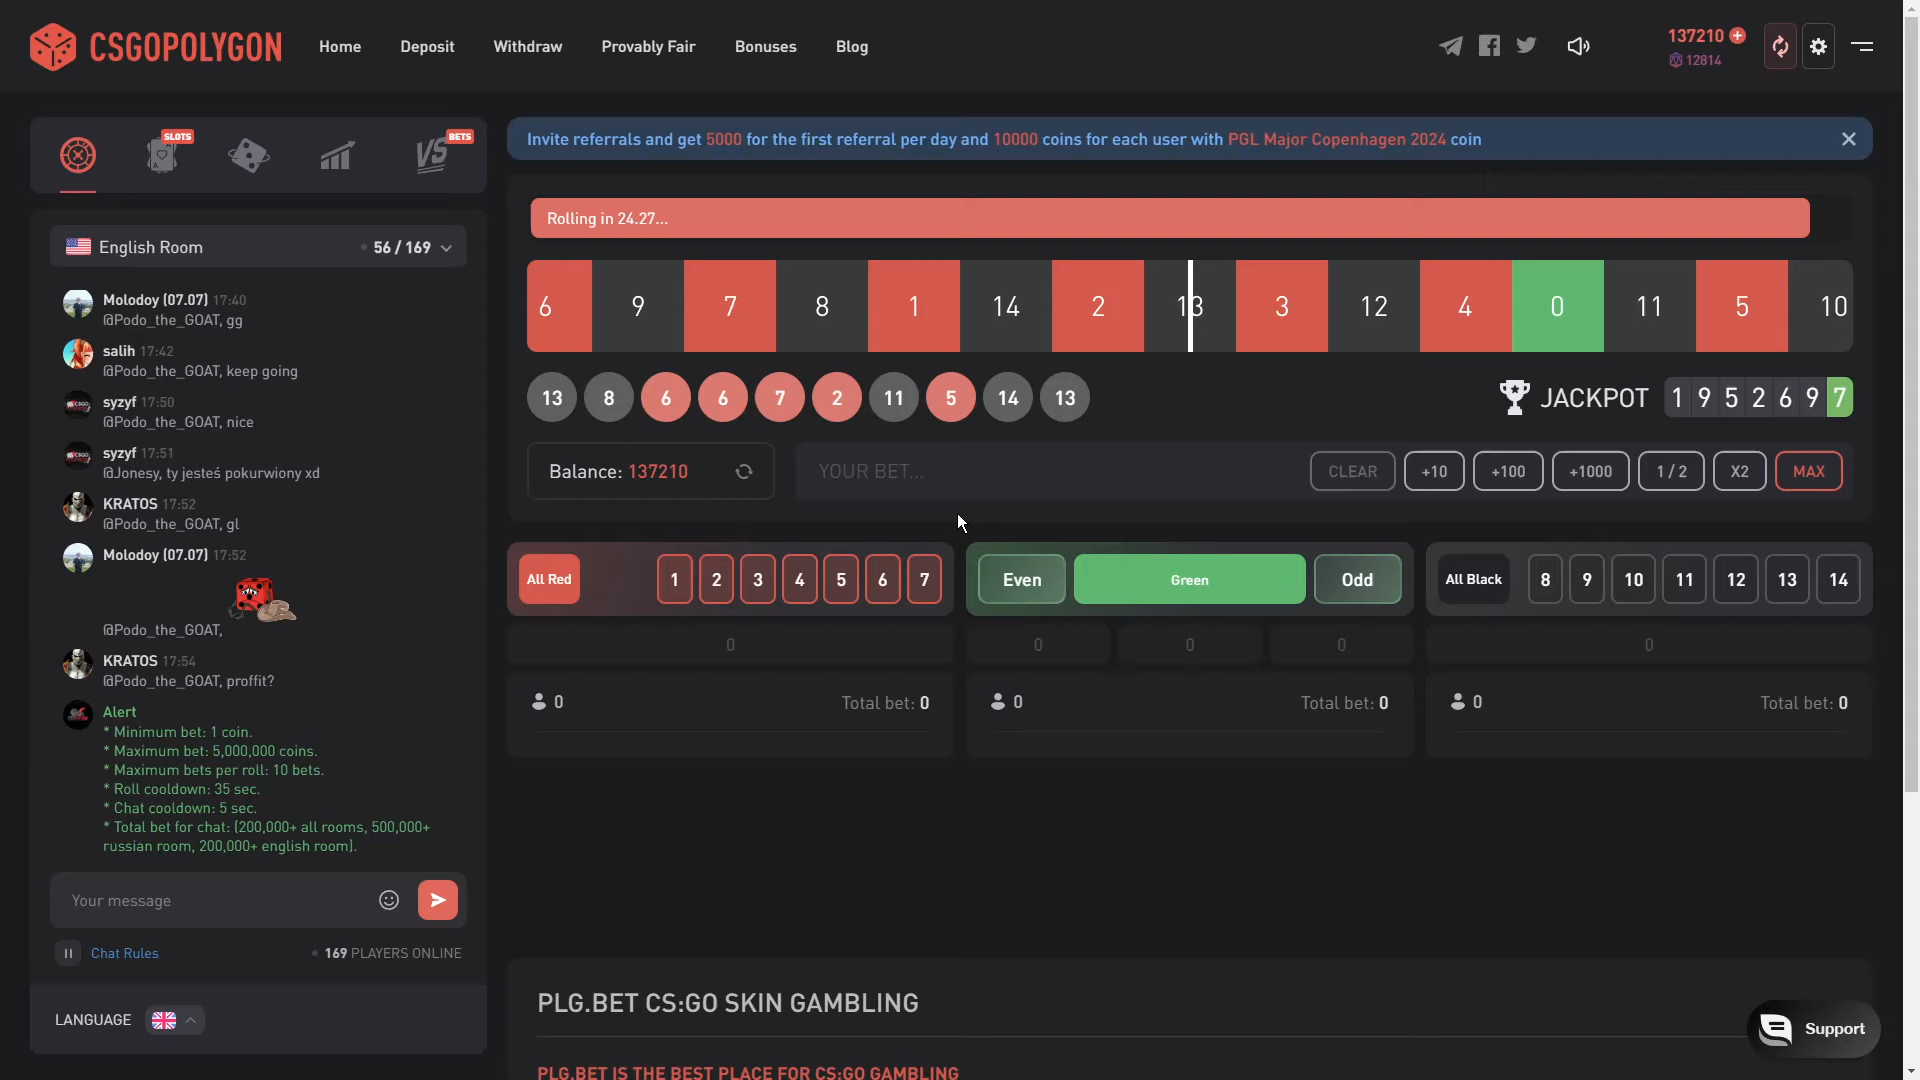 CSGOPOLYGON
Home
Deposit
Withdraw
Provably Fair
Bonuses
Blog
137210
12814
SLOTS
VS
BETS
Invite referrals and get 5000 for the first referral per day and 10000 coins for each user with PGL Major Copenhagen 2024 coin
English Room
56 / 169
Molodoy (07.07) 17:40
@Podo_the_GOAT, gg
salih 17:42
@Podo_the_GOAT, keep going
syzyf 17:50
@Podo_the_GOAT, nice
syzyf 17:51
@Jonesy, ty jesteś pokurwiony xd
KRATOS 17:52
@Podo_the_GOAT, gl
Molodoy (07.07) 17:52
@Podo_the_GOAT,
KRATOS 17:54
@Podo_the_GOAT, proffit?
Alert
* Minimum bet: 1 coin.
* Maximum bet: 5,000,000 coins.
* Maximum bets per roll: 10 bets.
* Roll cooldown: 35 sec.
* Chat cooldown: 5 sec.
* Total bet for chat: (200,000+ all rooms, 500,000+
russian room, 200,000+ english room).
Your message
Chat Rules
169 PLAYERS ONLINE
LANGUAGE
Rolling in 24.27...
6 9 7 8 1 14 2 13 3 12 4 0 11 5 10
13 8 6 6 7 2 11 5 14 13
JACKPOT 1 9 5 2 6 9 7
Balance: 137210
YOUR BET...
CLEAR +10 +100 +1000 1 / 2 X2 MAX
All Red 1 2 3 4 5 6 7
Even Green Odd
All Black 8 9 10 11 12 13 14
0 0 0 0 0
0 Total bet: 0
0 Total bet: 0
0 Total bet: 0
PLG.BET CS:GO SKIN GAMBLING
PLG.BET IS THE BEST PLACE FOR CS:GO GAMBLING
Support